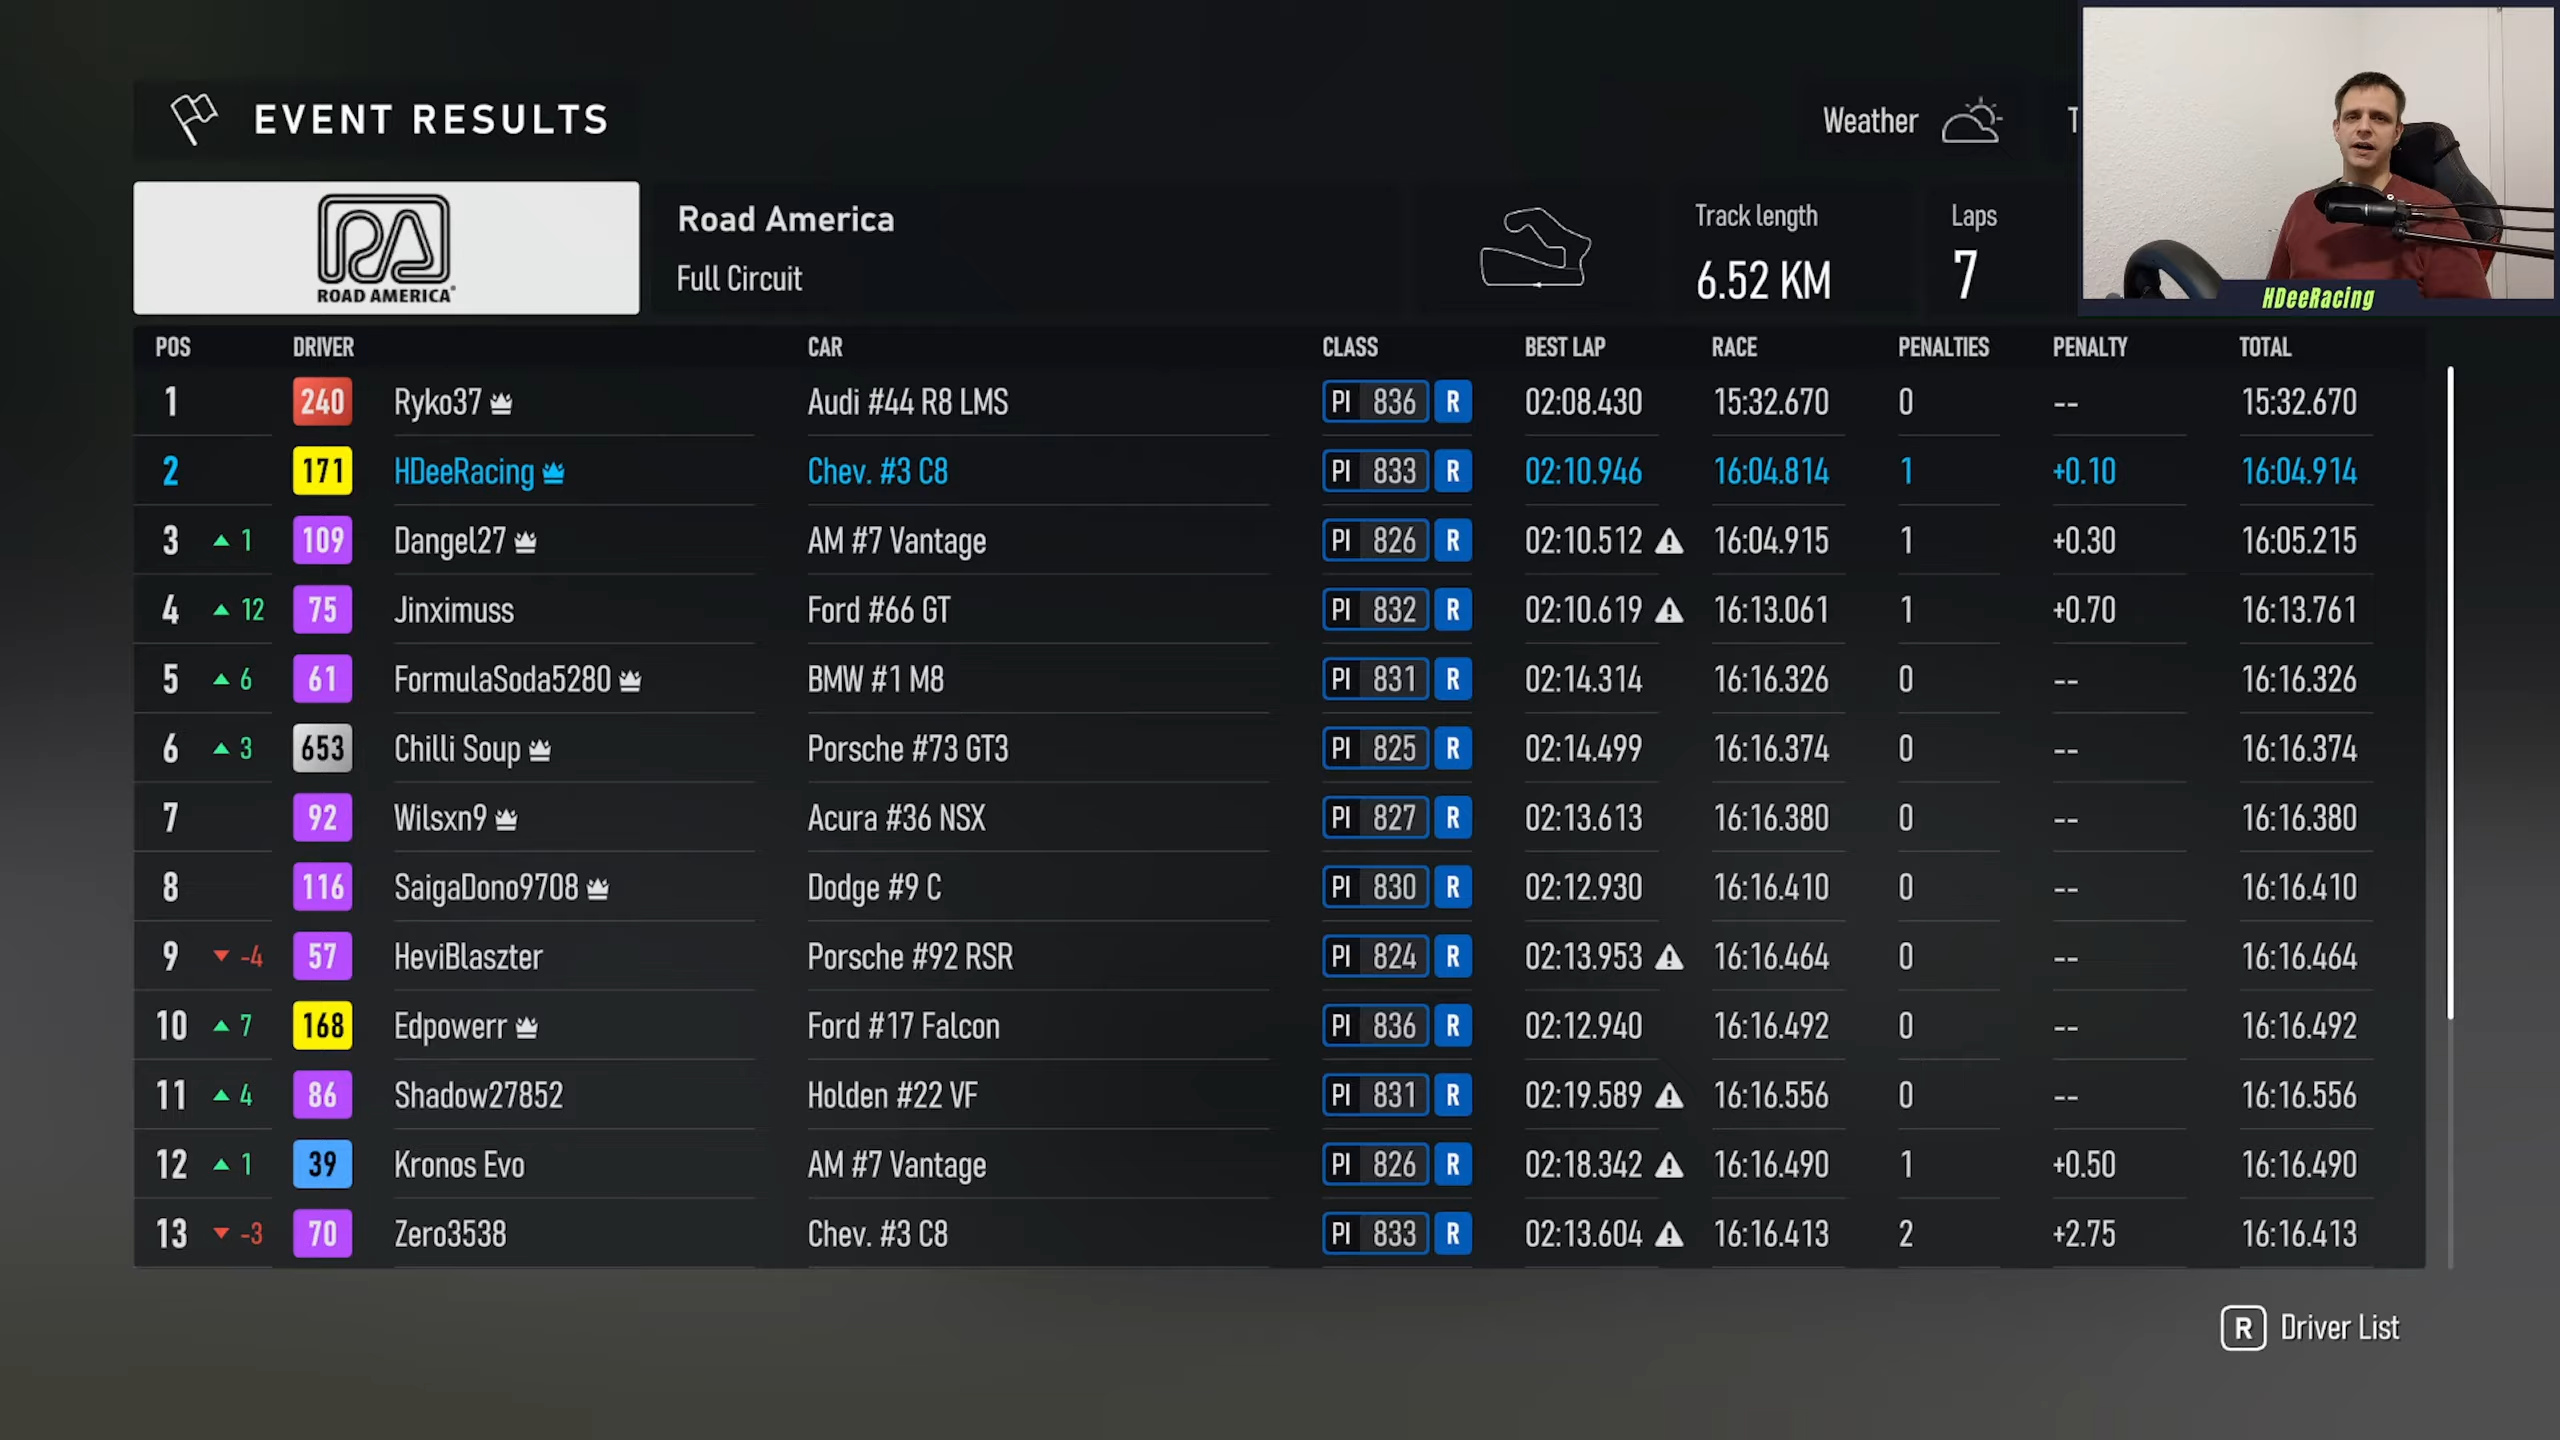 EVENT RESULTS
Weather
T
HDeeRacing
ROAD AMERICA®
Road America
Full Circuit
Track length
6.52 KM
Laps
7
POS DRIVER CAR CLASS BEST LAP RACE PENALTIES PENALTY TOTAL
1 240 Ryko37 Audi #44 R8 LMS PI 836 R 02:08.430 15:32.670 0 -- 15:32.670
2 171 HDeeRacing Chev. #3 C8 PI 833 R 02:10.946 16:04.814 1 +0.10 16:04.914
3 1 109 Dangel27 AM #7 Vantage PI 826 R 02:10.512 16:04.915 1 +0.30 16:05.215
4 12 75 Jinximuss Ford #66 GT PI 832 R 02:10.619 16:13.061 1 +0.70 16:13.761
5 6 61 FormulaSoda5280 BMW #1 M8 PI 831 R 02:14.314 16:16.326 0 -- 16:16.326
6 3 653 Chilli Soup Porsche #73 GT3 PI 825 R 02:14.499 16:16.374 0 -- 16:16.374
7 92 Wilsxn9 Acura #36 NSX PI 827 R 02:13.613 16:16.380 0 -- 16:16.380
8 116 SaigaDono9708 Dodge #9 C PI 830 R 02:12.930 16:16.410 0 -- 16:16.410
9 -4 57 HeviBlaszter Porsche #92 RSR PI 824 R 02:13.953 16:16.464 0 -- 16:16.464
10 7 168 Edpowerr Ford #17 Falcon PI 836 R 02:12.940 16:16.492 0 -- 16:16.492
11 4 86 Shadow27852 Holden #22 VF PI 831 R 02:19.589 16:16.556 0 -- 16:16.556
12 1 39 Kronos Evo AM #7 Vantage PI 826 R 02:18.342 16:16.490 1 +0.50 16:16.490
13 -3 70 Zero3538 Chev. #3 C8 PI 833 R 02:13.604 16:16.413 2 +2.75 16:16.413
R Driver List